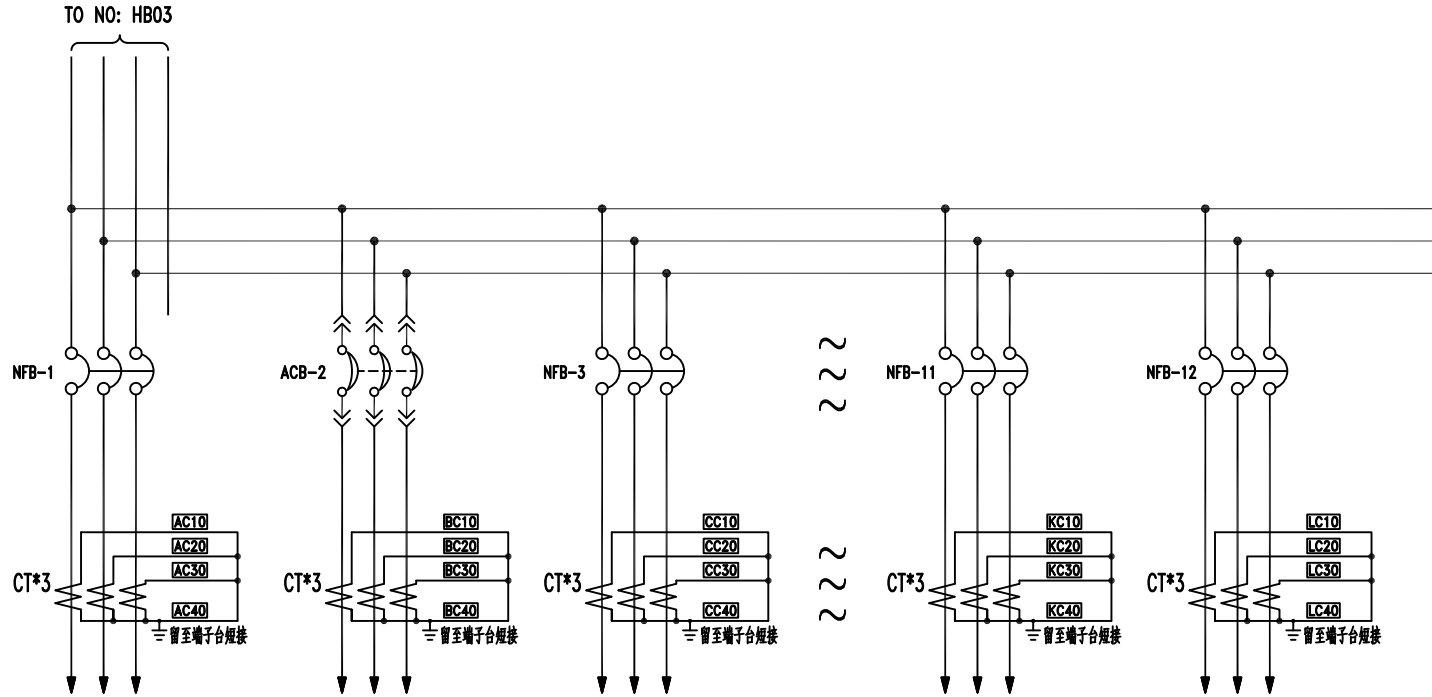 TO NO: HB03
NFB-1
ACB-2
NFB-3
NFB-11
NFB-12
AC10
AC20
AC30
AC40
CT*3
留至端子台短接
BC10
BC20
BC30
BC40
CT*3
留至端子台短接
CC10
CC20
CC30
CC40
CT*3
留至端子台短接
KC10
KC20
KC30
KC40
CT*3
留至端子台短接
LC10
LC20
LC30
LC40
CT*3
留至端子台短接